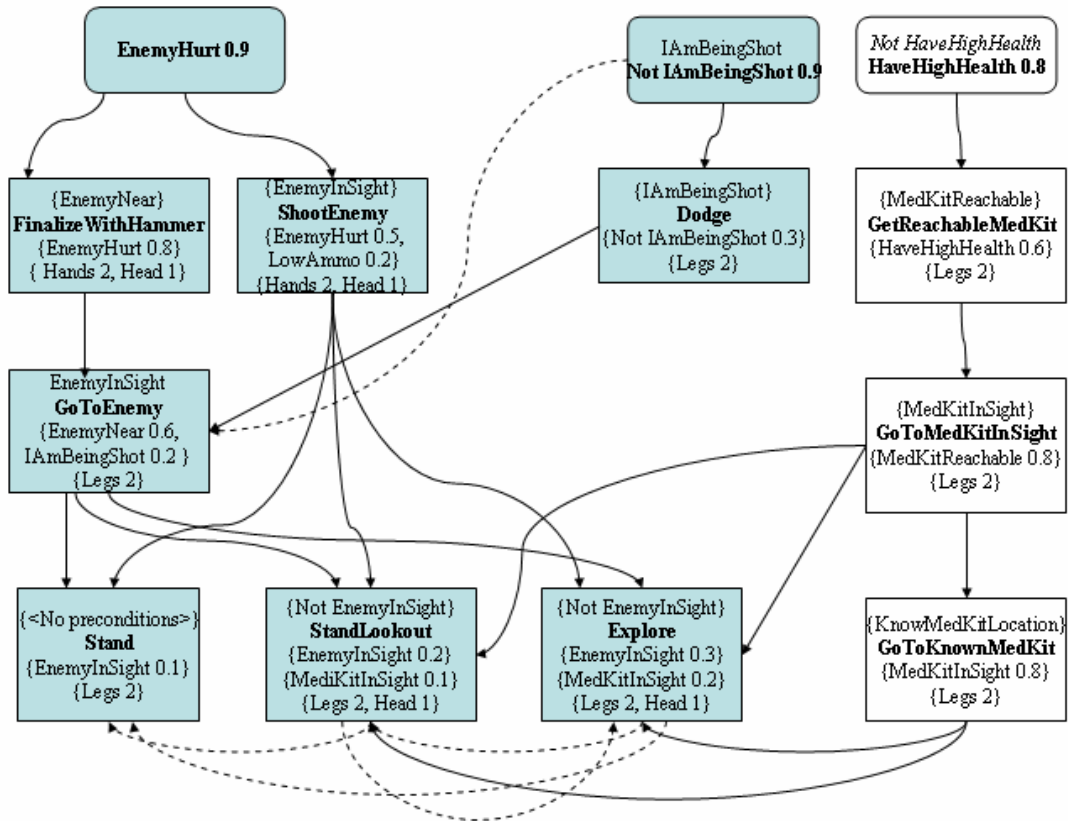 EnemyHurt 0.9
IAmBeingShot
Not IAmBeingShot 0.9
Not HaveHighHealth
HaveHighHealth 0.8
{EnemyNear}
FinalizeWithHammer
{EnemyHurt 0.8}
{ Hands 2, Head 1}
{EnemyInSight}
ShootEnemy
{EnemyHurt 0.5,
LowAmmo 0.2}
{Hands 2, Head 1}
{IAmBeingShot}
Dodge
{Not IAmBeingShot 0.3}
{Legs 2}
{MedKitReachable}
GetReachableMedKit
{HaveHighHealth 0.6}
{Legs 2}
EnemyInSight
GoToEnemy
{EnemyNear 0.6,
IAmBeingShot 0.2 }
{Legs 2}
{MedKitInSight}
GoToMedKitInSight
{MedKitReachable 0.8}
{Legs 2}
{<No preconditions>}
Stand
{EnemyInSight 0.1}
{Legs 2}
{Not EnemyInSight}
StandLookout
{EnemyInSight 0.2}
{MediKitInSight 0.1}
{Legs 2, Head 1}
{Not EnemyInSight}
Explore
{EnemyInSight 0.3}
{MedKitInSight 0.2}
{Legs 2, Head 1}
{KnowMedKitLocation}
GoToKnownMedKit
{MedKitInSight 0.8}
{Legs 2}